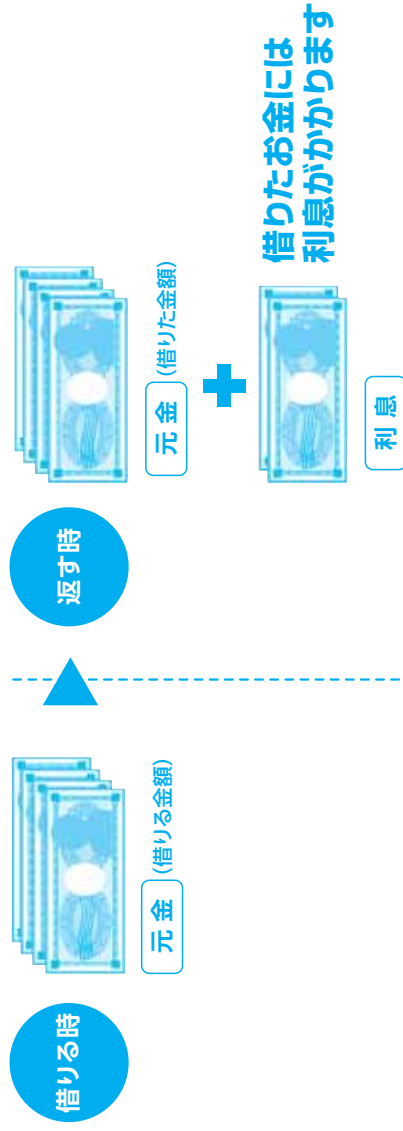 借りる時
元金 (借りる金額)
返す時
元金 (借りた金額)
利息
借りたお金には
利息がかかります